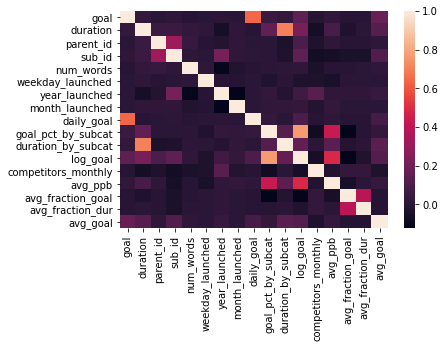 goal
duration
parent_id
sub_id
num_words
weekday_launched
year_launched
month_launched
daily_goal
goal_pct_by_subcat
duration_by_subcat
log_goal
competitors_monthly
avg_ppb
avg_fraction_goal
avg_fraction_dur
avg_goal
goal
duration
parent_id
sub_id
num_words
weekday_launched
year_launched
month_launched
daily_goal
goal_pct_by_subcat
duration_by_subcat
log_goal
competitors_monthly
avg_ppb
avg_fraction_goal
avg_fraction_dur
avg_goal
1.0
0.8
0.6
0.4
0.2
0.0